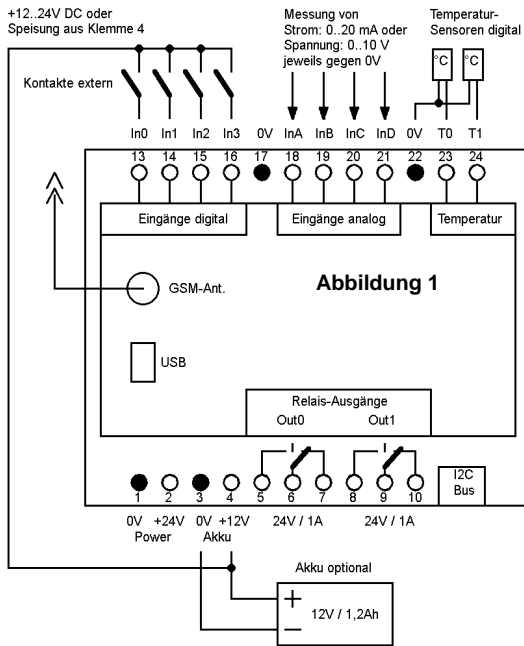 +12..24V DC oder
Speisung aus Klemme 4
Messung von
Strom: 0..20 mA oder
Spannung: 0..10 V
jeweils gegen 0V
Temperatur-
Sensoren digital
°C °C
Kontakte extern
In0 In1 In2 In3 0V InA InB InC InD 0V T0 T1
13 14 15 16 17 18 19 20 21 22 23 24
Eingänge digital Eingänge analog Temperatur
GSM-Ant.
Abbildung 1
USB
Relais-Ausgänge
Out0 Out1
I2C
Bus
1 2 3 4 5 6 7 8 9 10
0V +24V 0V +12V 24V / 1A 24V / 1A
Power Akku
Akku optional
+
12V / 1,2Ah
−